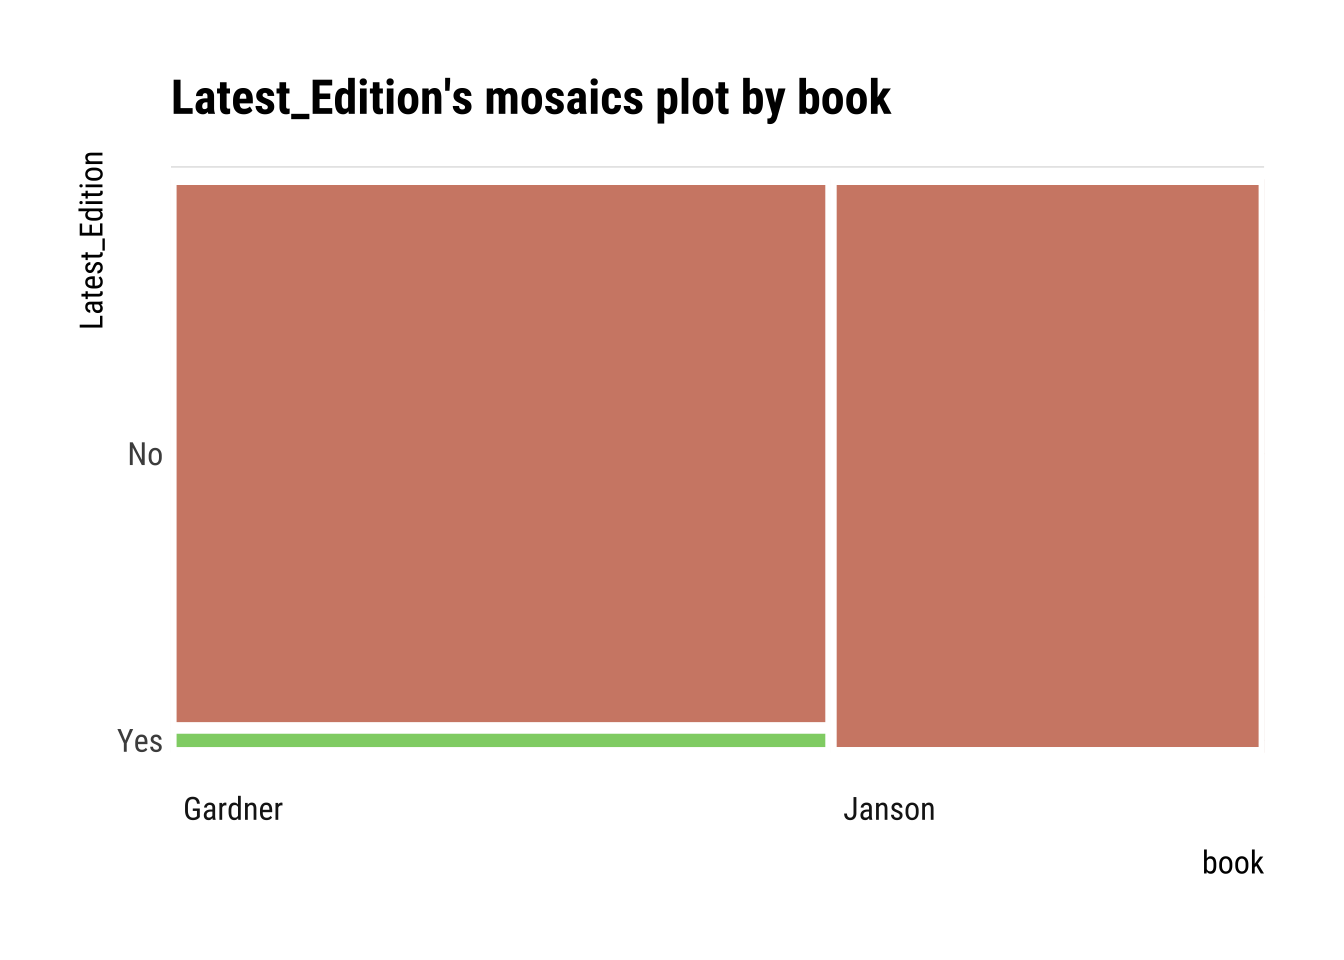 Latest_Edition's mosaics plot by book
Latest_Edition
No
Yes
Gardner
Janson
book